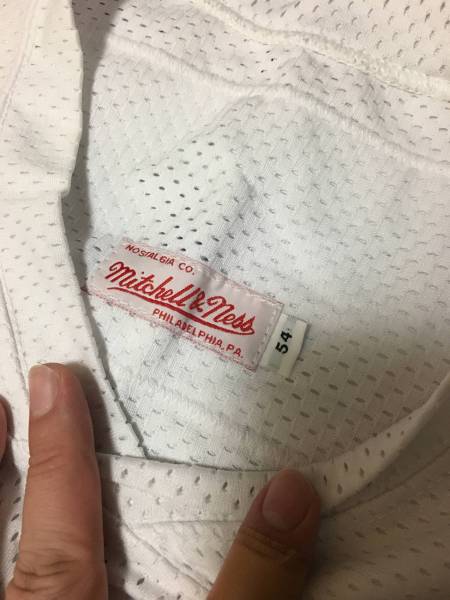 NOSTALGIA CO.
Mitchell & Ness
PHILADELPHIA, PA.
54